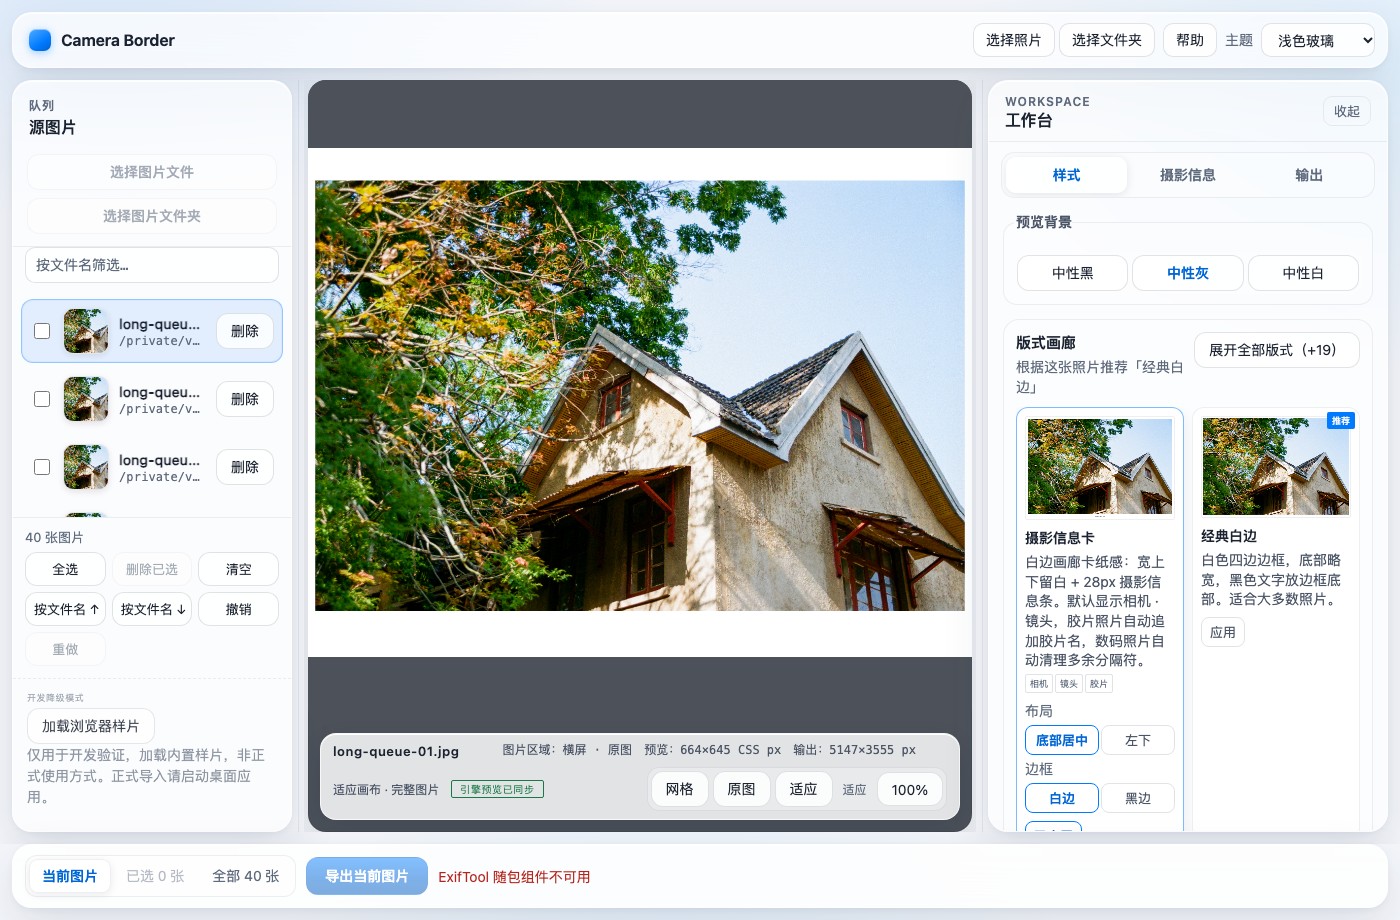 Camera Border
选择照片
选择文件夹
帮助
主题
浅色玻璃
队列
源图片
选择图片文件
选择图片文件夹
按文件名筛选…
long-queu…
/private/v…
删除
long-queu…
/private/v…
删除
long-queu…
/private/v…
删除
40 张图片
全选
删除已选
清空
按文件名 ↑
按文件名 ↓
撤销
重做
开发降级模式
加载浏览器样片
仅用于开发验证，加载内置样片，非正
式使用方式。正式导入请启动桌面应
用。
long-queue-01.jpg
图片区域：横屏 · 原图
预览：664×645 CSS px
输出：5147×3555 px
适应画布 · 完整图片
引擎预览已同步
网格
原图
适应
适应
100%
WORKSPACE
工作台
收起
样式
摄影信息
输出
预览背景
中性黑
中性灰
中性白
版式画廊
根据这张照片推荐「经典白
边」
展开全部版式（+19）
摄影信息卡
白边画廊卡纸感：宽上
下留白 + 28px 摄影信
息条。默认显示相机 ·
镜头，胶片照片自动追
加胶片名，数码照片自
动清理多余分隔符。
相机
镜头
胶片
布局
底部居中
左下
边框
白边
黑边
推荐
经典白边
白色四边边框，底部略
宽，黑色文字放边框底
部。适合大多数照片。
应用
当前图片
已选 0 张
全部 40 张
导出当前图片
ExifTool 随包组件不可用